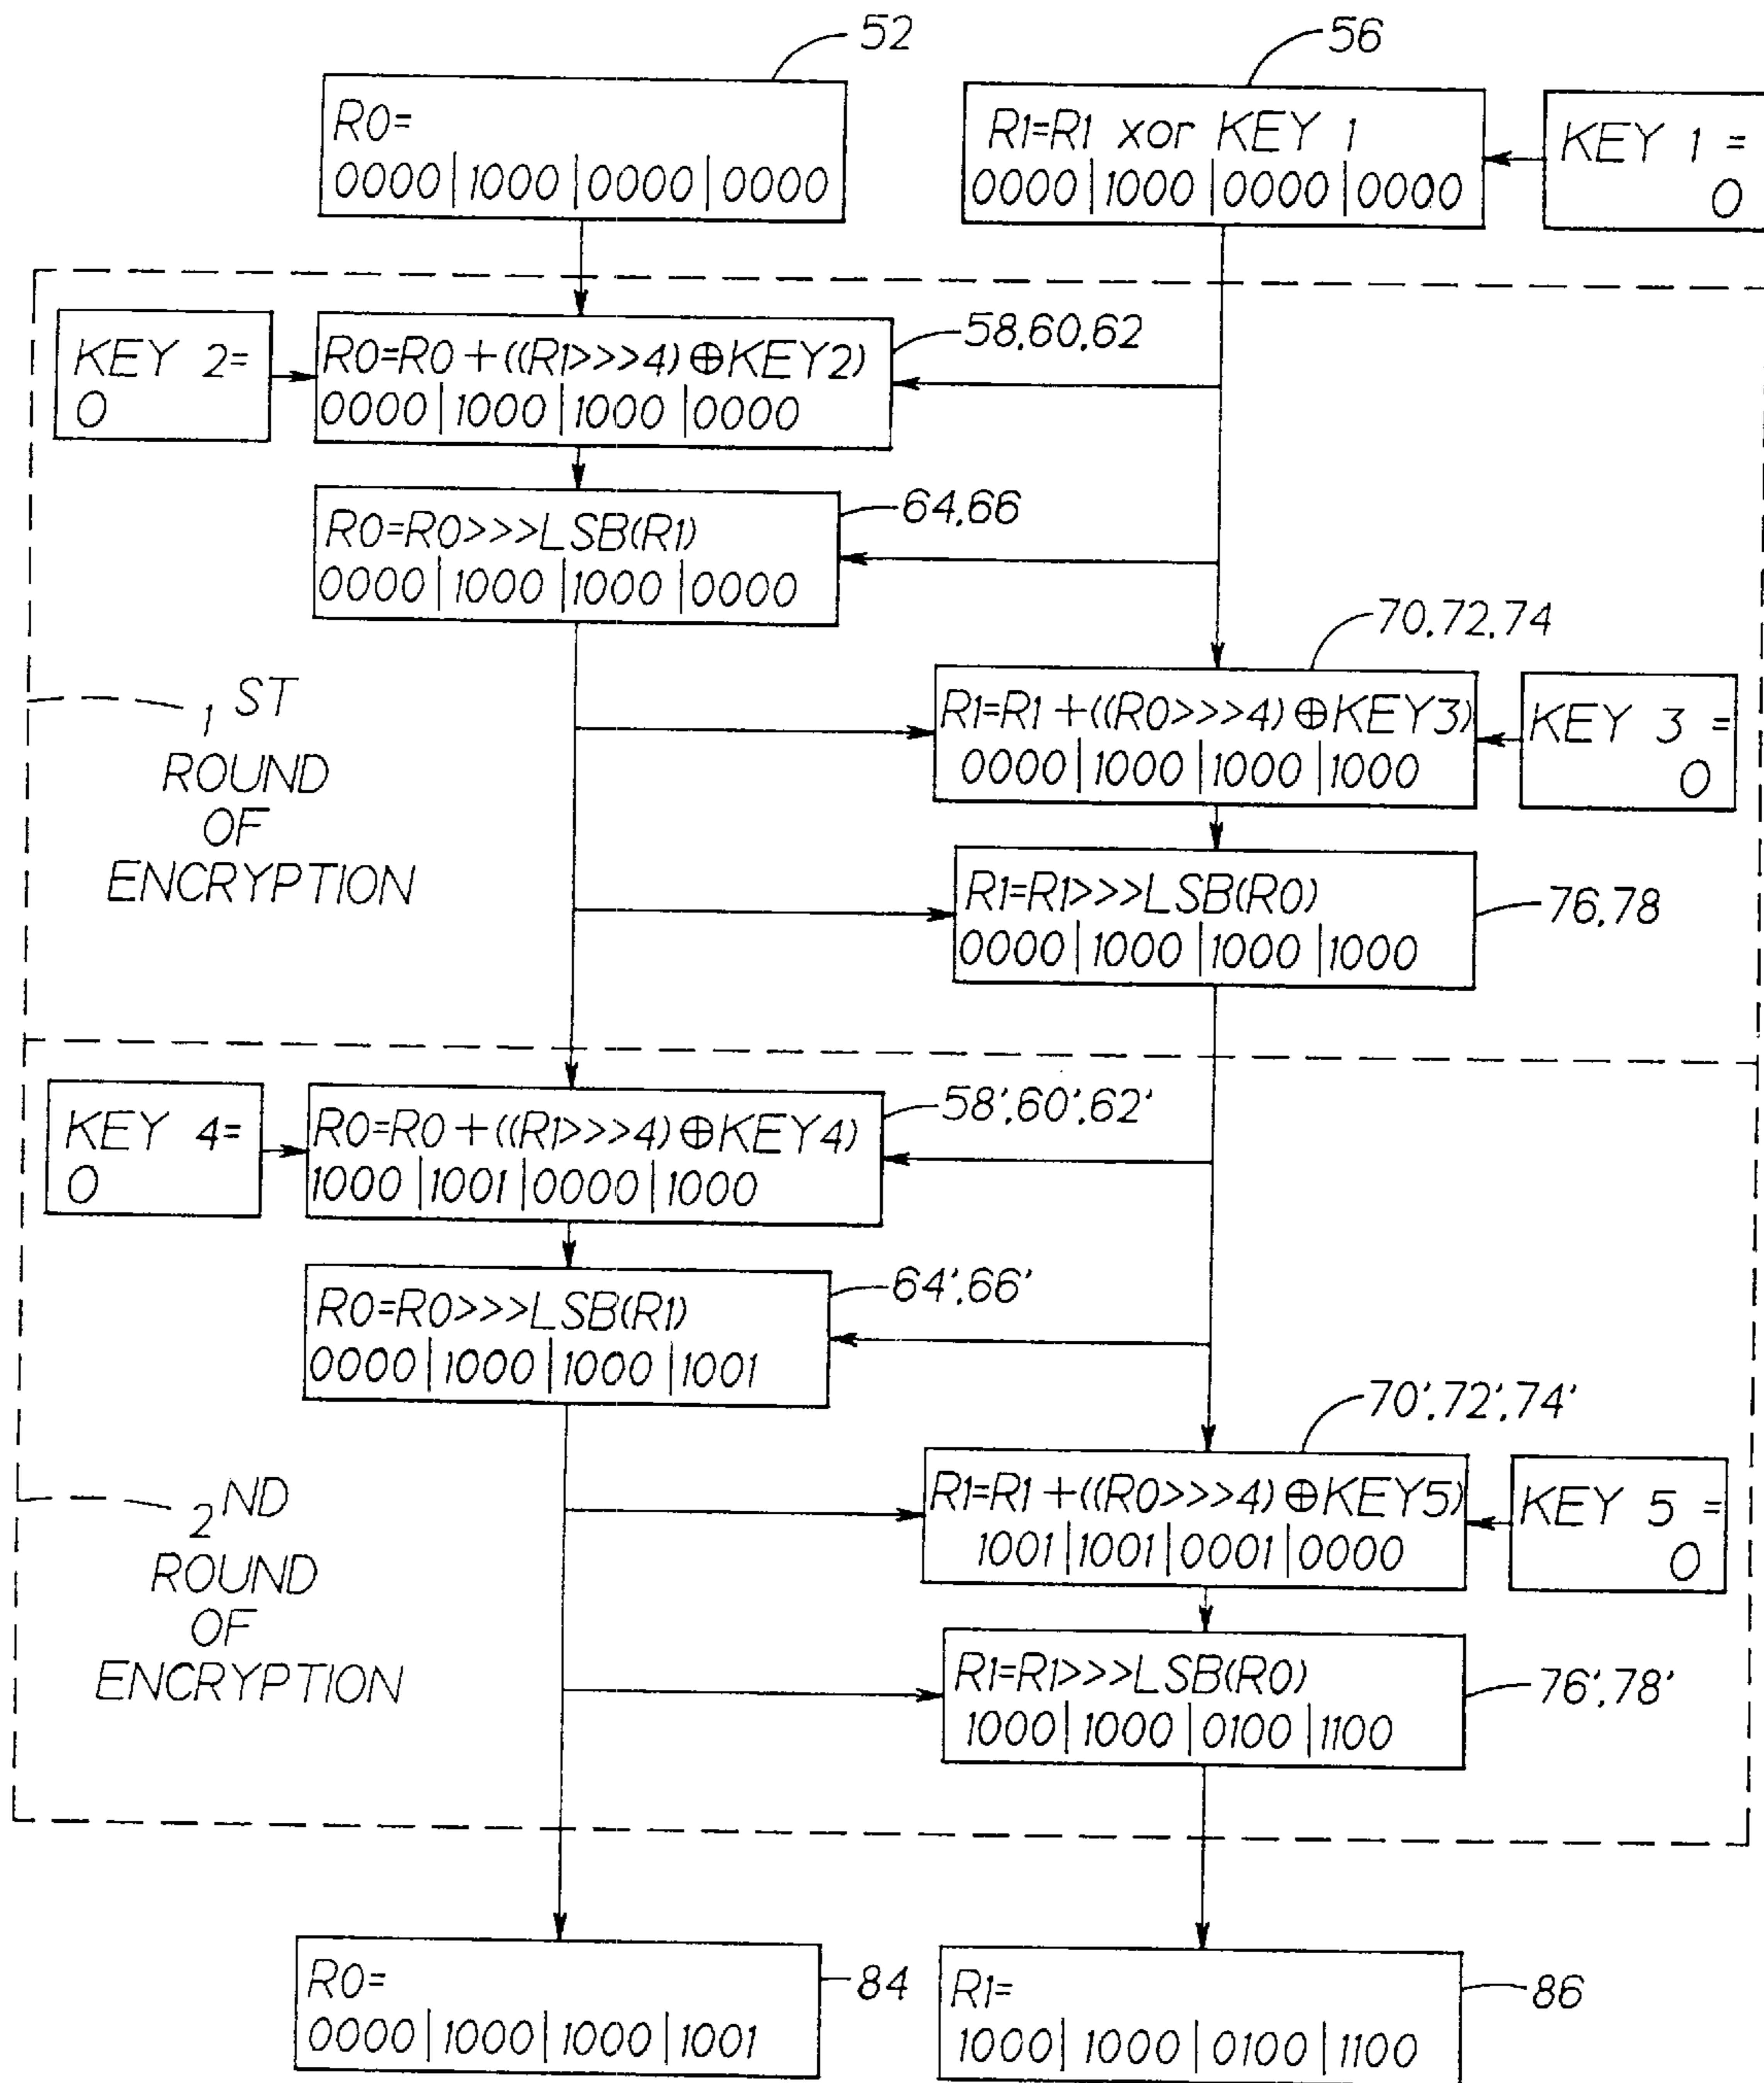 52
R0=
0000|1000|0000|0000
56
R1=R1 xor KEY 1
0000|1000|0000|0000
KEY 1 =
0
KEY 2=
0
R0=R0+((R1>>>4)⊕KEY2)
0000|1000|1000|0000
58,60,62
R0=R0>>>LSB(R1)
0000|1000|1000|0000
64,66
70,72,74
R1=R1+((R0>>>4)⊕KEY3)
0000|1000|1000|1000
KEY 3 =
0
1ST
ROUND
OF
ENCRYPTION
R1=R1>>>LSB(R0)
0000|1000|1000|1000
76,78
KEY 4=
0
R0=R0+((R1>>>4)⊕KEY4)
1000|1001|0000|1000
58',60',62'
R0=R0>>>LSB(R1)
0000|1000|1000|1001
64',66'
70',72',74'
R1=R1+((R0>>>4)⊕KEY5)
1001|1001|0001|0000
KEY 5 =
0
2ND
ROUND
OF
ENCRYPTION
R1=R1>>>LSB(R0)
1000|1000|0100|1100
76',78'
R0=
0000|1000|1000|1001
84
R1=
1000|1000|0100|1100
86